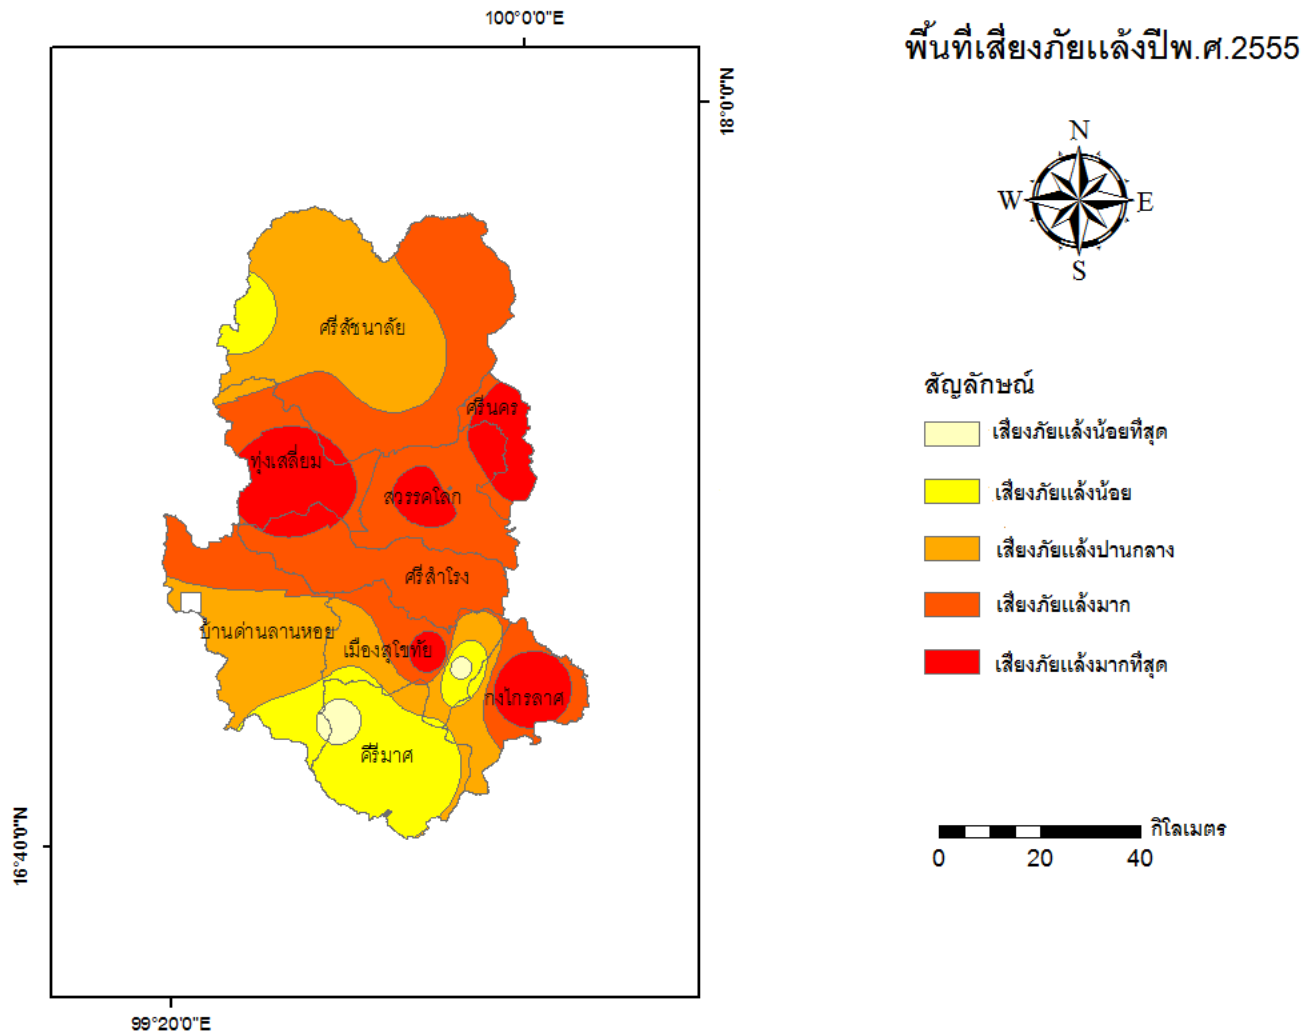 พื้นที่เสี่ยงภัยแล้งปีพ.ศ.2555
100°0'0"E
18°0'0"N
N
W
E
S
ศรีสัชนาลัย
ศรีนคร
ทุ่งเสลี่ยม
สวรรคโลก
ศรีสำโรง
บ้านด่านลานหอย
เมืองสุโขทัย
กงไกรลาศ
คีรีมาศ
16°40'0"N
99°20'0"E
สัญลักษณ์
เสี่ยงภัยแล้งน้อยที่สุด
เสี่ยงภัยแล้งน้อย
เสี่ยงภัยแล้งปานกลาง
เสี่ยงภัยแล้งมาก
เสี่ยงภัยแล้งมากที่สุด
กิโลเมตร
0 20 40